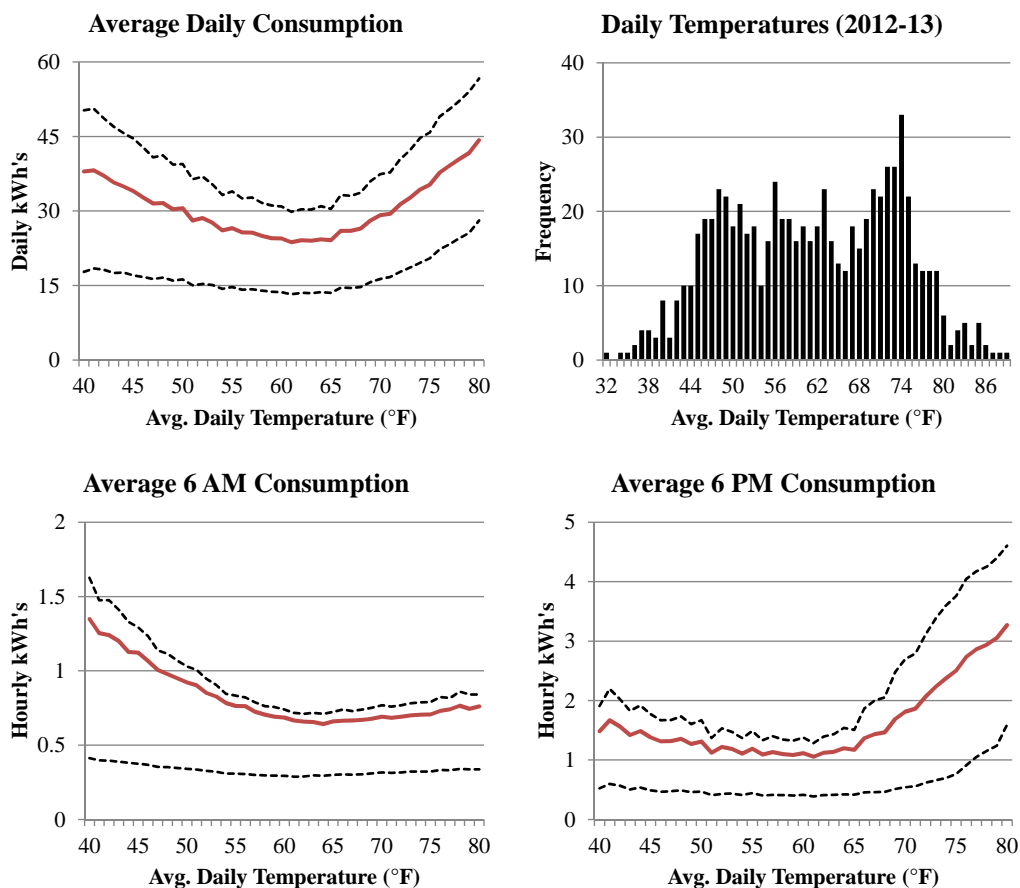 Average Daily Consumption
60
45
30
15
0
Daily kWh's
40 45 50 55 60 65 70 75 80
Avg. Daily Temperature (°F)
Daily Temperatures (2012-13)
40
30
20
10
0
Frequency
32 38 44 50 56 62 68 74 80 86
Avg. Daily Temperature (°F)
Average 6 AM Consumption
2
1.5
1
0.5
0
Hourly kWh's
40 45 50 55 60 65 70 75 80
Avg. Daily Temperature (°F)
Average 6 PM Consumption
5
4
3
2
1
0
Hourly kWh's
40 45 50 55 60 65 70 75 80
Avg. Daily Temperature (°F)